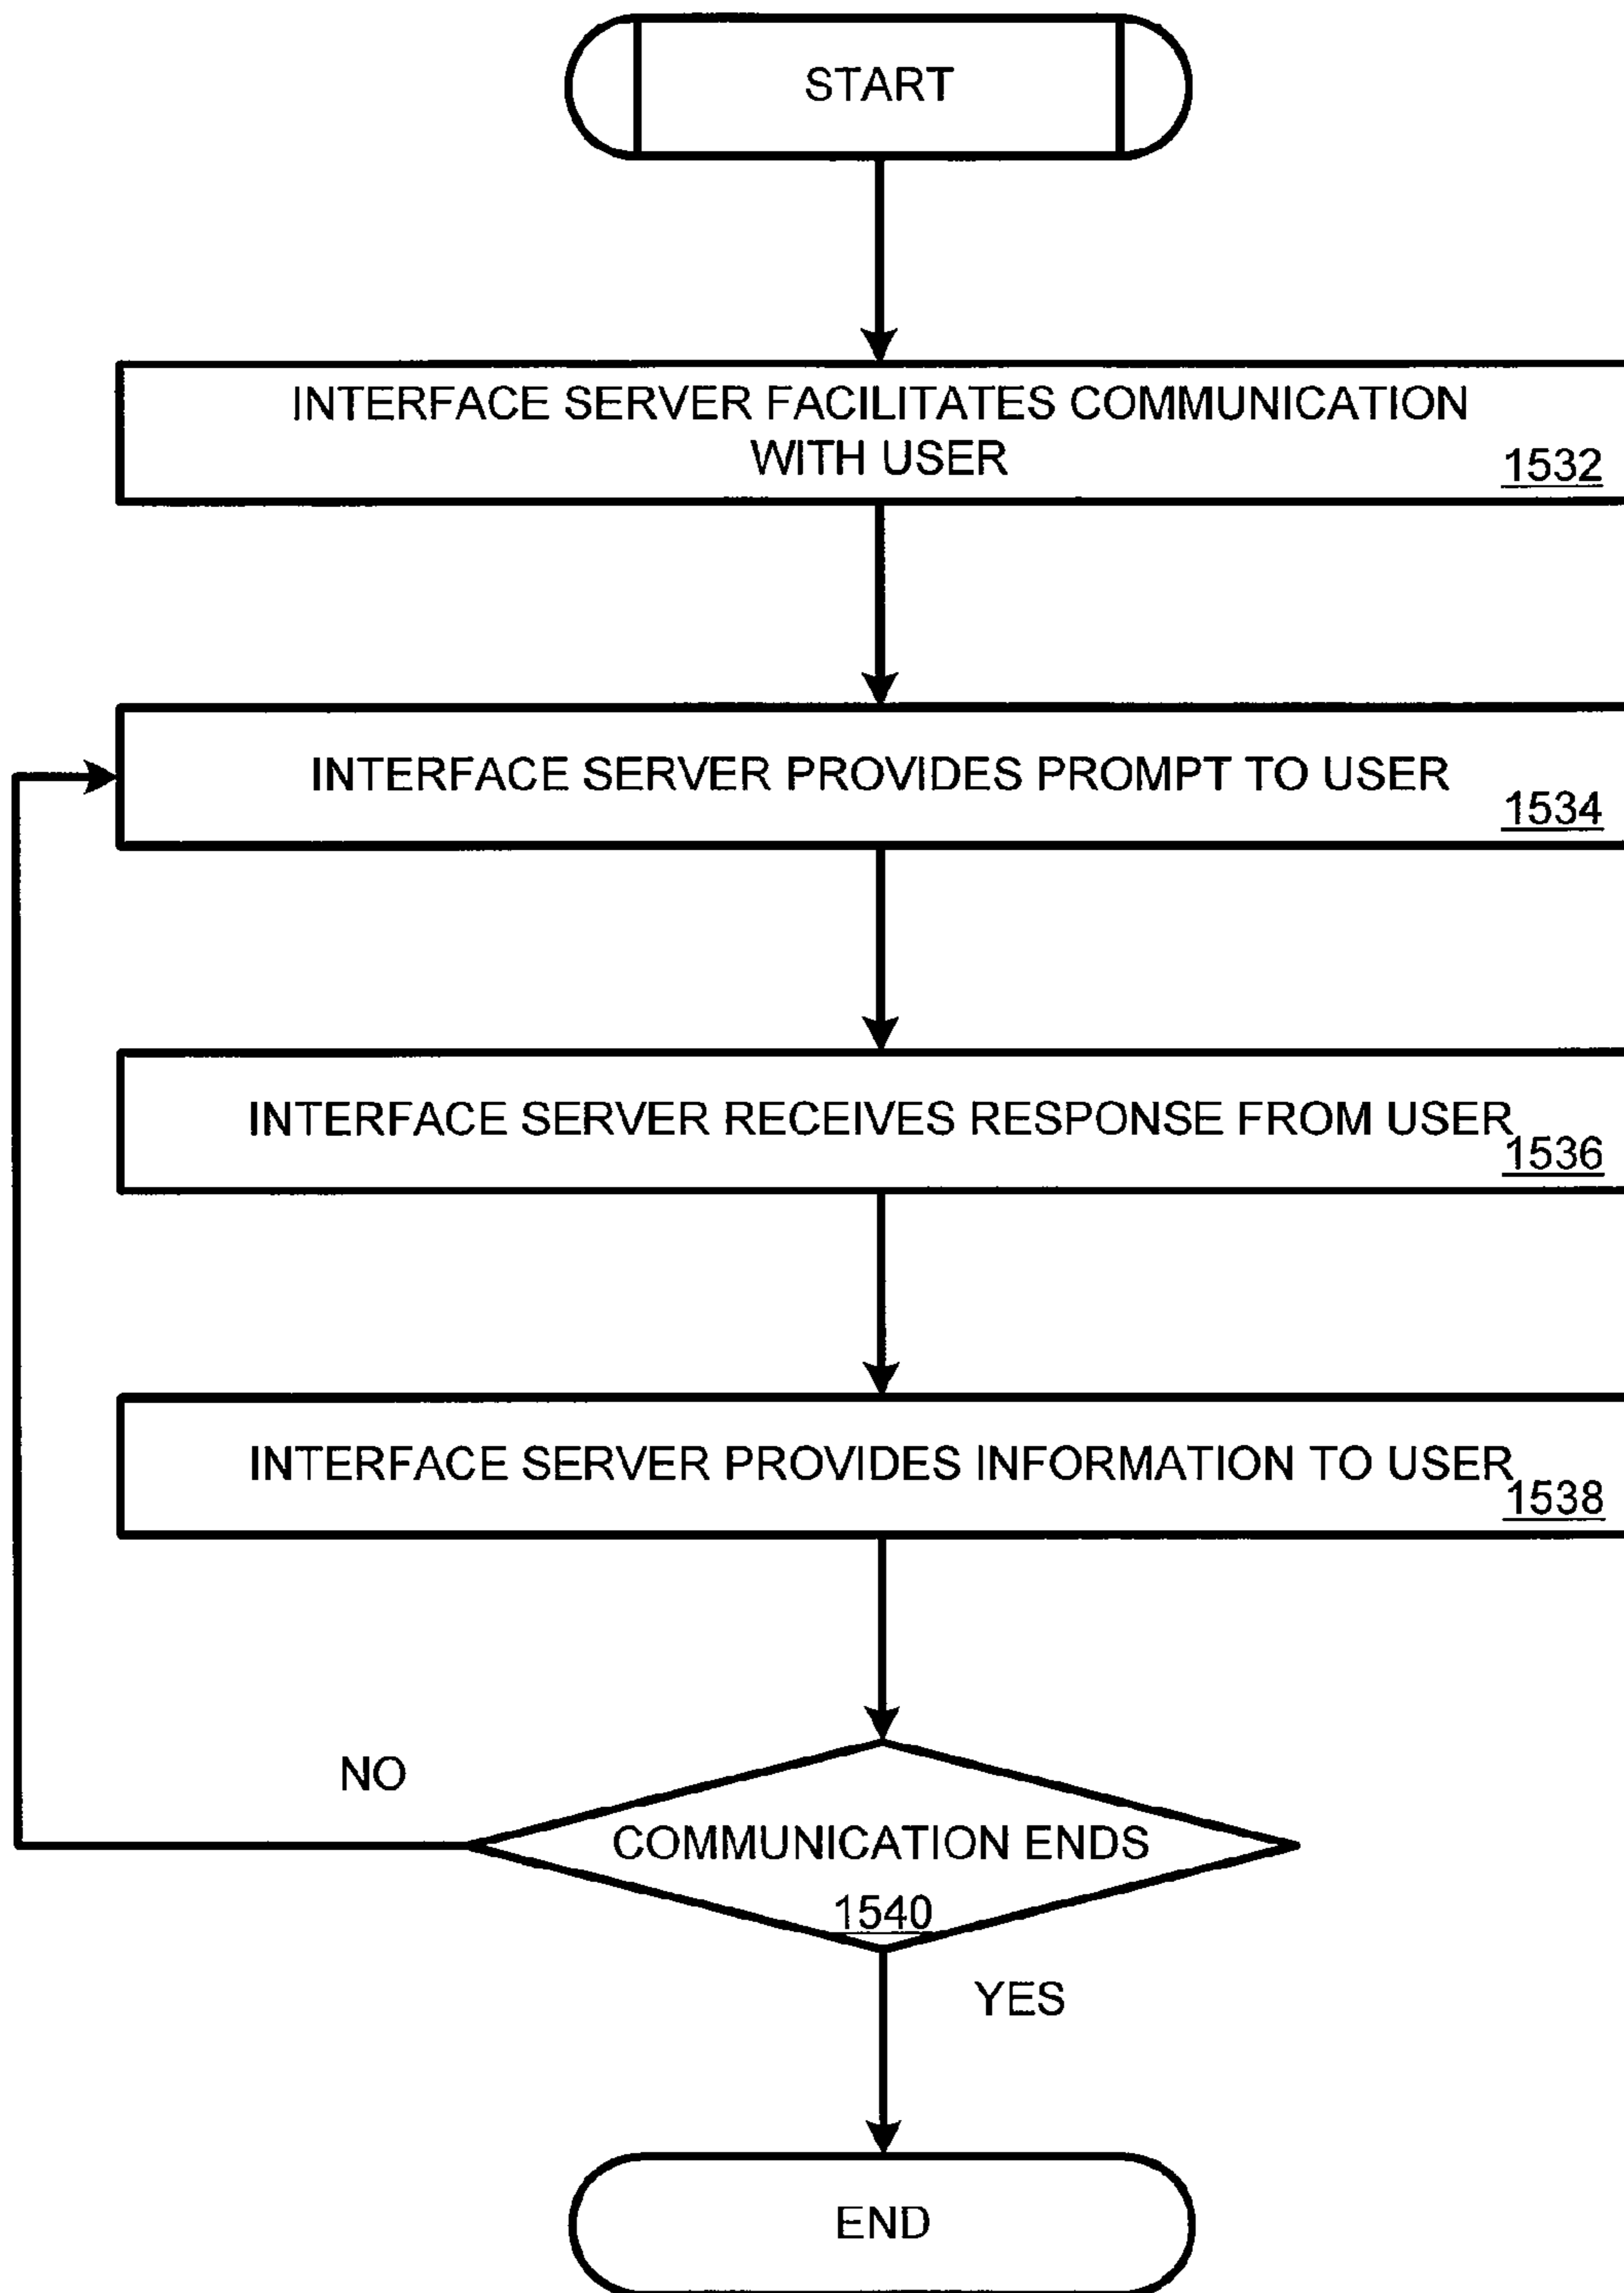 START
INTERFACE SERVER FACILITATES COMMUNICATION
WITH USER
1532
INTERFACE SERVER PROVIDES PROMPT TO USER
1534
INTERFACE SERVER RECEIVES RESPONSE FROM USER
1536
INTERFACE SERVER PROVIDES INFORMATION TO USER
1538
NO
COMMUNICATION ENDS
1540
YES
END